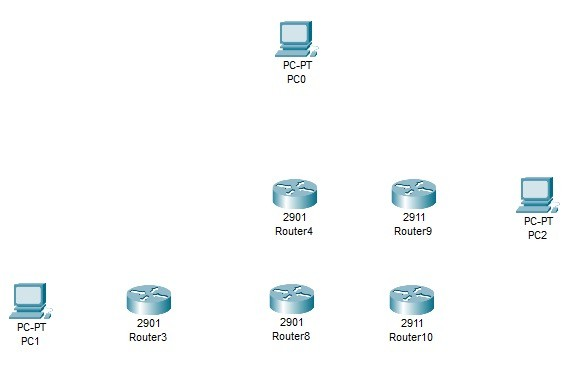 PC-PT
PC0
2901
Router4
2911
Router9
PC-PT
PC2
PC-PT
PC1
2901
Router3
2901
Router8
2911
Router10